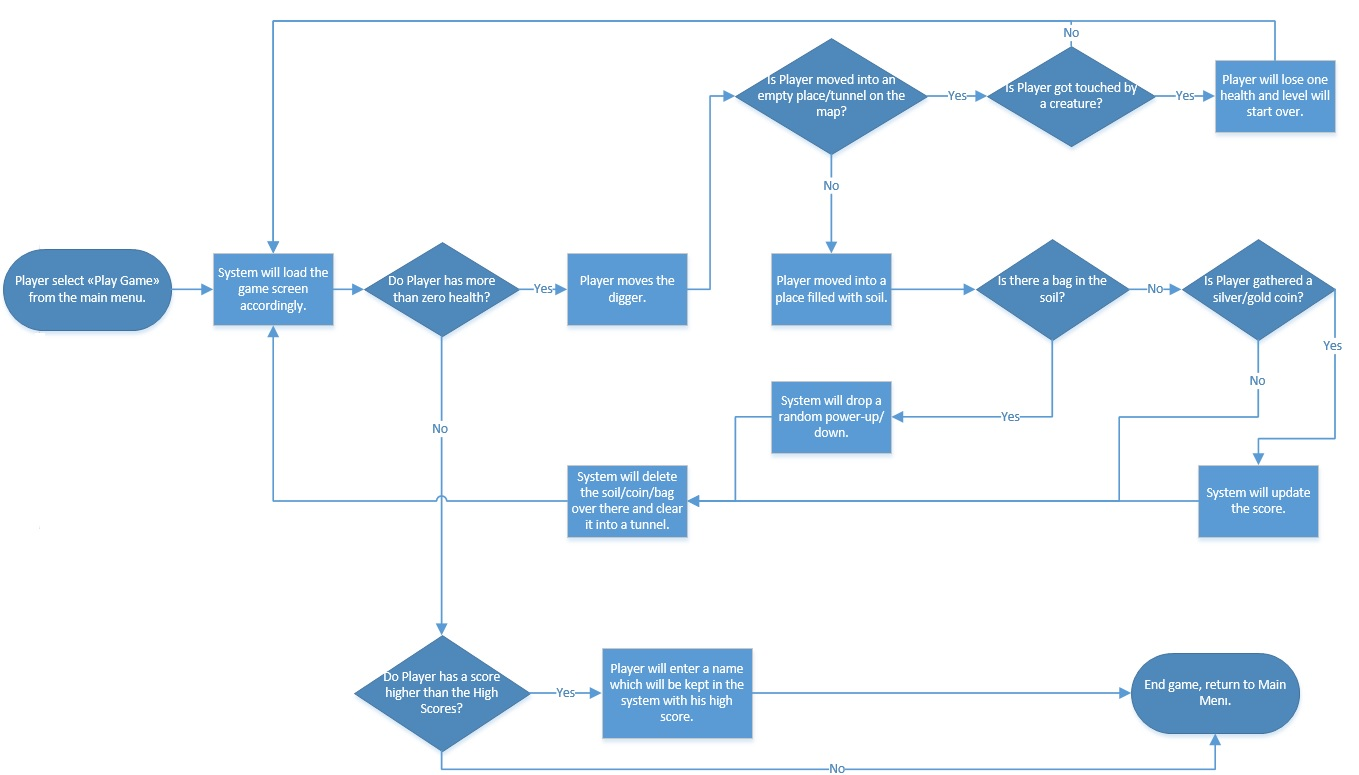 No
Is Player moved into an
empty place/tunnel on the
map?
Yes
Is Player got touched by
a creature?
Yes
Player will lose one
health and level will
start over.
No
Player select «Play Game»
from the main menu.
System will load the
game screen
accordingly.
Do Player has more
than zero health?
Yes
Player moves the
digger.
Player moved into a
place filled with soil.
Is there a bag in the
soil?
No
Is Player gathered a
silver/gold coin?
Yes
No
System will drop a
random power-up/
down.
Yes
No
System will delete
the soil/coin/bag
over there and clear
it into a tunnel.
System will update
the score.
Do Player has a score
higher than the High
Scores?
Yes
Player will enter a name
which will be kept in the
system with his high
score.
End game, return to Main
Menu.
No